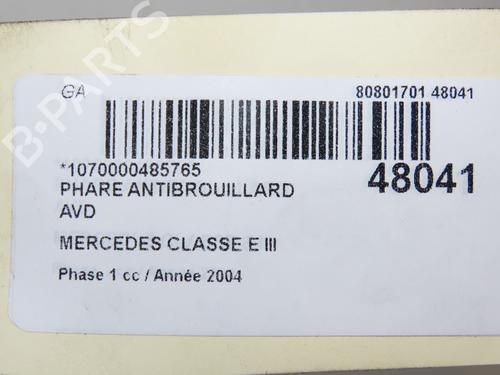 GA
80801701 48041
*1070000485765
48041
PHARE ANTIBROUILLARD
AVD
MERCEDES CLASSE E III
Phase 1 cc / Année 2004
B-PARTS